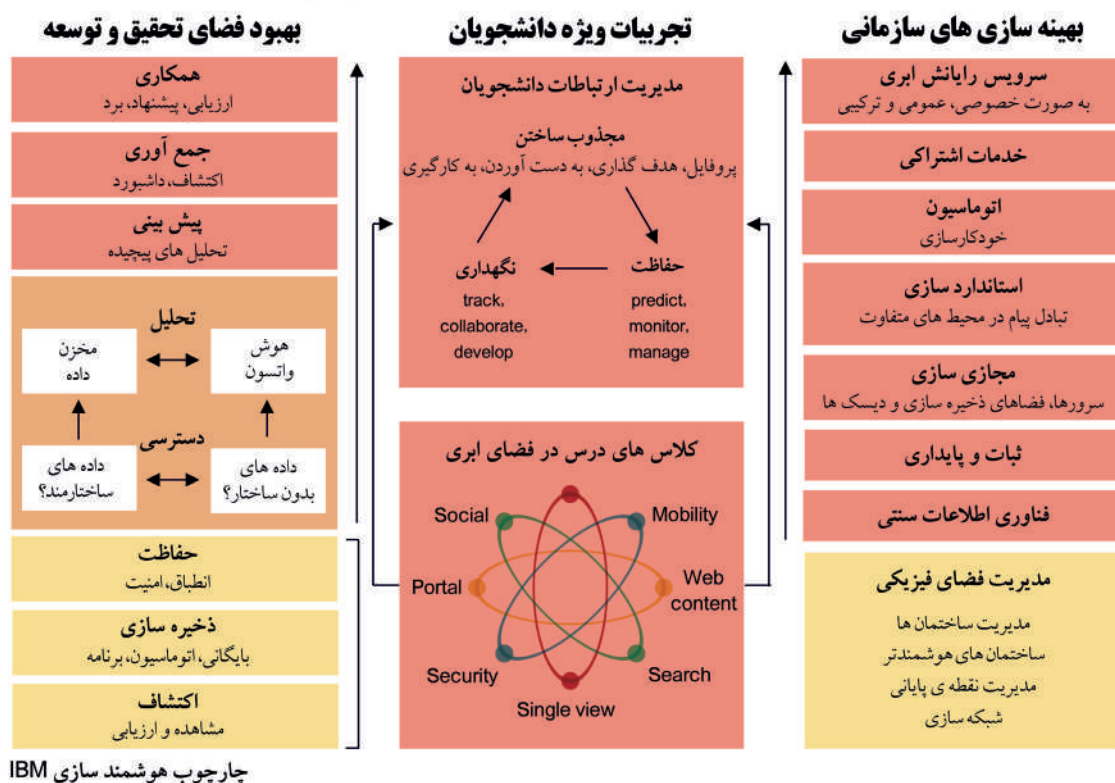 بهینه سازی های سازمانی
سرویس رایانش ابری
به صورت خصوصی، عمومی و ترکیبی
خدمات اشتراکی
اتوماسیون
خودکارسازی
استاندارد سازی
تبادل پیام در محیط های متفاوت
مجازی سازی
سرورها، فضاهای ذخیره سازی و دیسک ها
ثبات و پایداری
فناوری اطلاعات سنتی
مدیریت فضای فیزیکی
مدیریت ساختمان ها
ساختمان های هوشمندتر
مدیریت نقطه ی پایانی
شبکه سازی
تجربیات ویژه دانشجویان
مدیریت ارتباطات دانشجویان
مجذوب ساختن
پروفایل، هدف گذاری، به دست آوردن، به کارگیری
حفاظت
predict,
monitor,
manage
نگهداری
track,
collaborate,
develop
کلاس های درس در فضای ابری
Social
Mobility
Portal
Web
content
Security
Search
Single view
بهبود فضای تحقیق و توسعه
همکاری
ارزیابی، پیشنهاد، برد
جمع آوری
اکتشاف، داشبورد
پیش بینی
تحلیل های پیچیده
تحلیل
هوش
واتسون
مخزن
داده
دسترسی
داده های
بدون ساختار؟
داده های
ساختارمند؟
حفاظت
انطباق، امنیت
ذخیره سازی
بایگانی، اتوماسیون، برنامه
اکتشاف
مشاهده و ارزیابی
چارچوب هوشمند سازی IBM